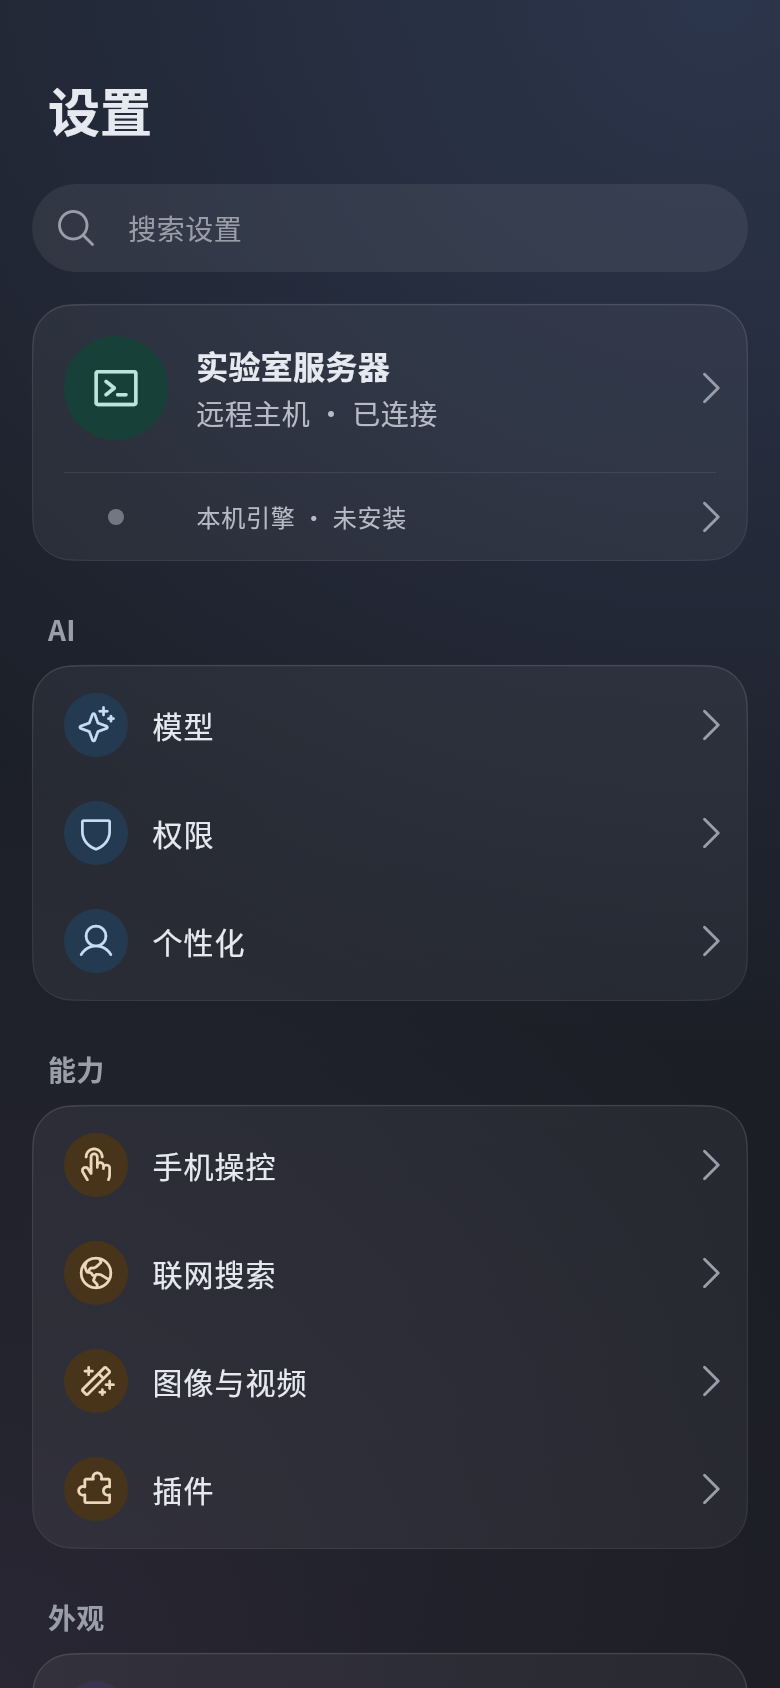 设置
搜索设置
实验室服务器
远程主机 · 已连接
本机引擎 · 未安装
AI
模型
权限
个性化
能力
手机操控
联网搜索
图像与视频
插件
外观